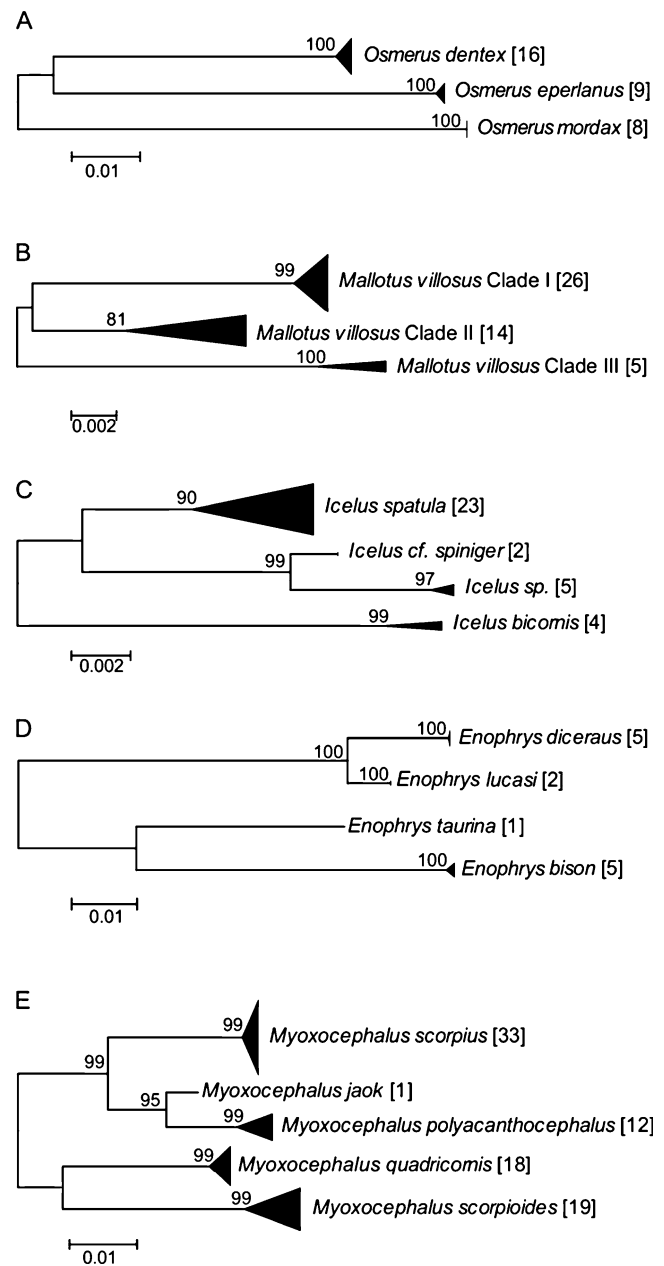 A
100
Osmerus dentex [16]
100
Osmerus eperlanus [9]
100
Osmerus mordax [8]
0.01
B
99
Mallotus villosus Clade I [26]
81
Mallotus villosus Clade II [14]
100
Mallotus villosus Clade III [5]
0.002
C
90
Icelus spatula [23]
99
Icelus cf. spiniger [2]
97
Icelus sp. [5]
99
Icelus bicornis [4]
0.002
D
100
100
Enophrys diceraus [5]
100
Enophrys lucasi [2]
Enophrys taurina [1]
100
Enophrys bison [5]
0.01
E
99
Myoxocephalus scorpius [33]
99
95
Myoxocephalus jaok [1]
99
Myoxocephalus polyacanthocephalus [12]
99
Myoxocephalus quadricornis [18]
99
Myoxocephalus scorpioides [19]
0.01